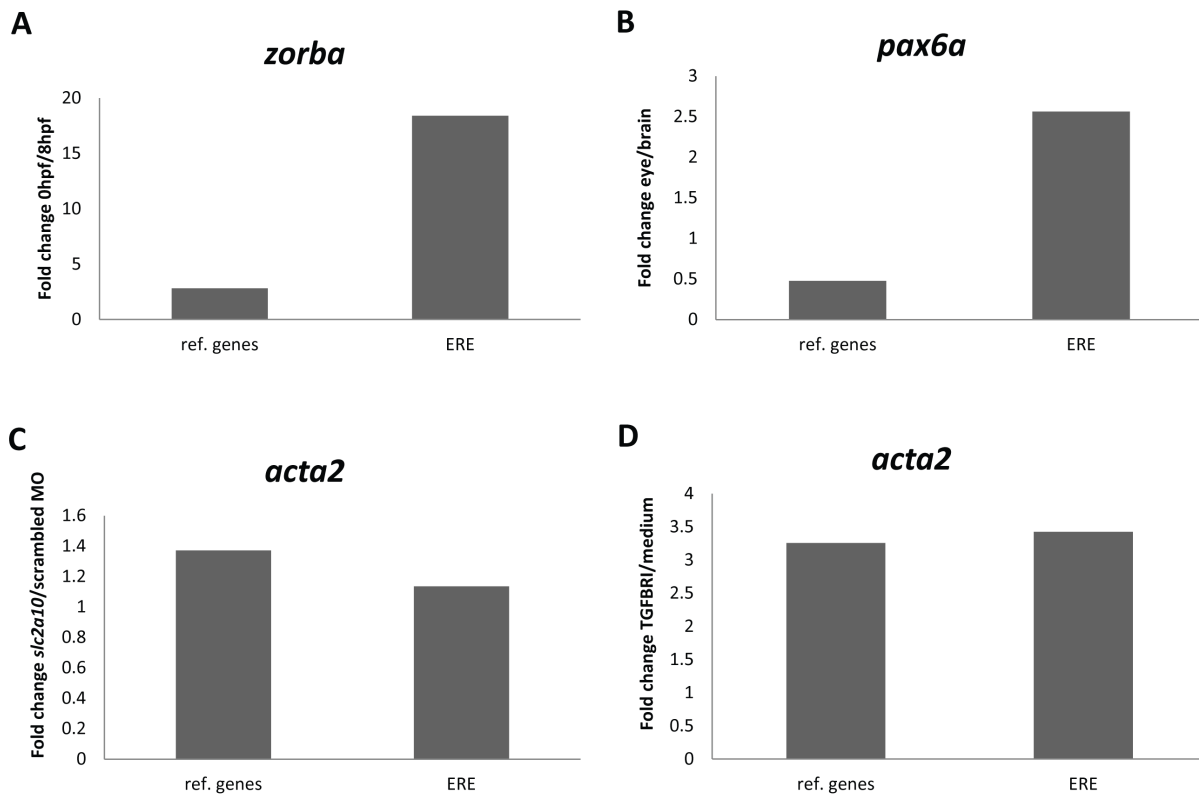 A
zorba
Fold change 0hpf/8hpf
20
15
10
5
0
ref. genes
ERE
B
pax6a
Fold change eye/brain
3
2.5
2
1.5
1
0.5
0
ref. genes
ERE
C
acta2
Fold change slc2a10/scrambled MO
1.6
1.4
1.2
1
0.8
0.6
0.4
0.2
0
ref. genes
ERE
D
acta2
Fold change TGFBRI/medium
4
3.5
3
2.5
2
1.5
1
0.5
0
ref. genes
ERE